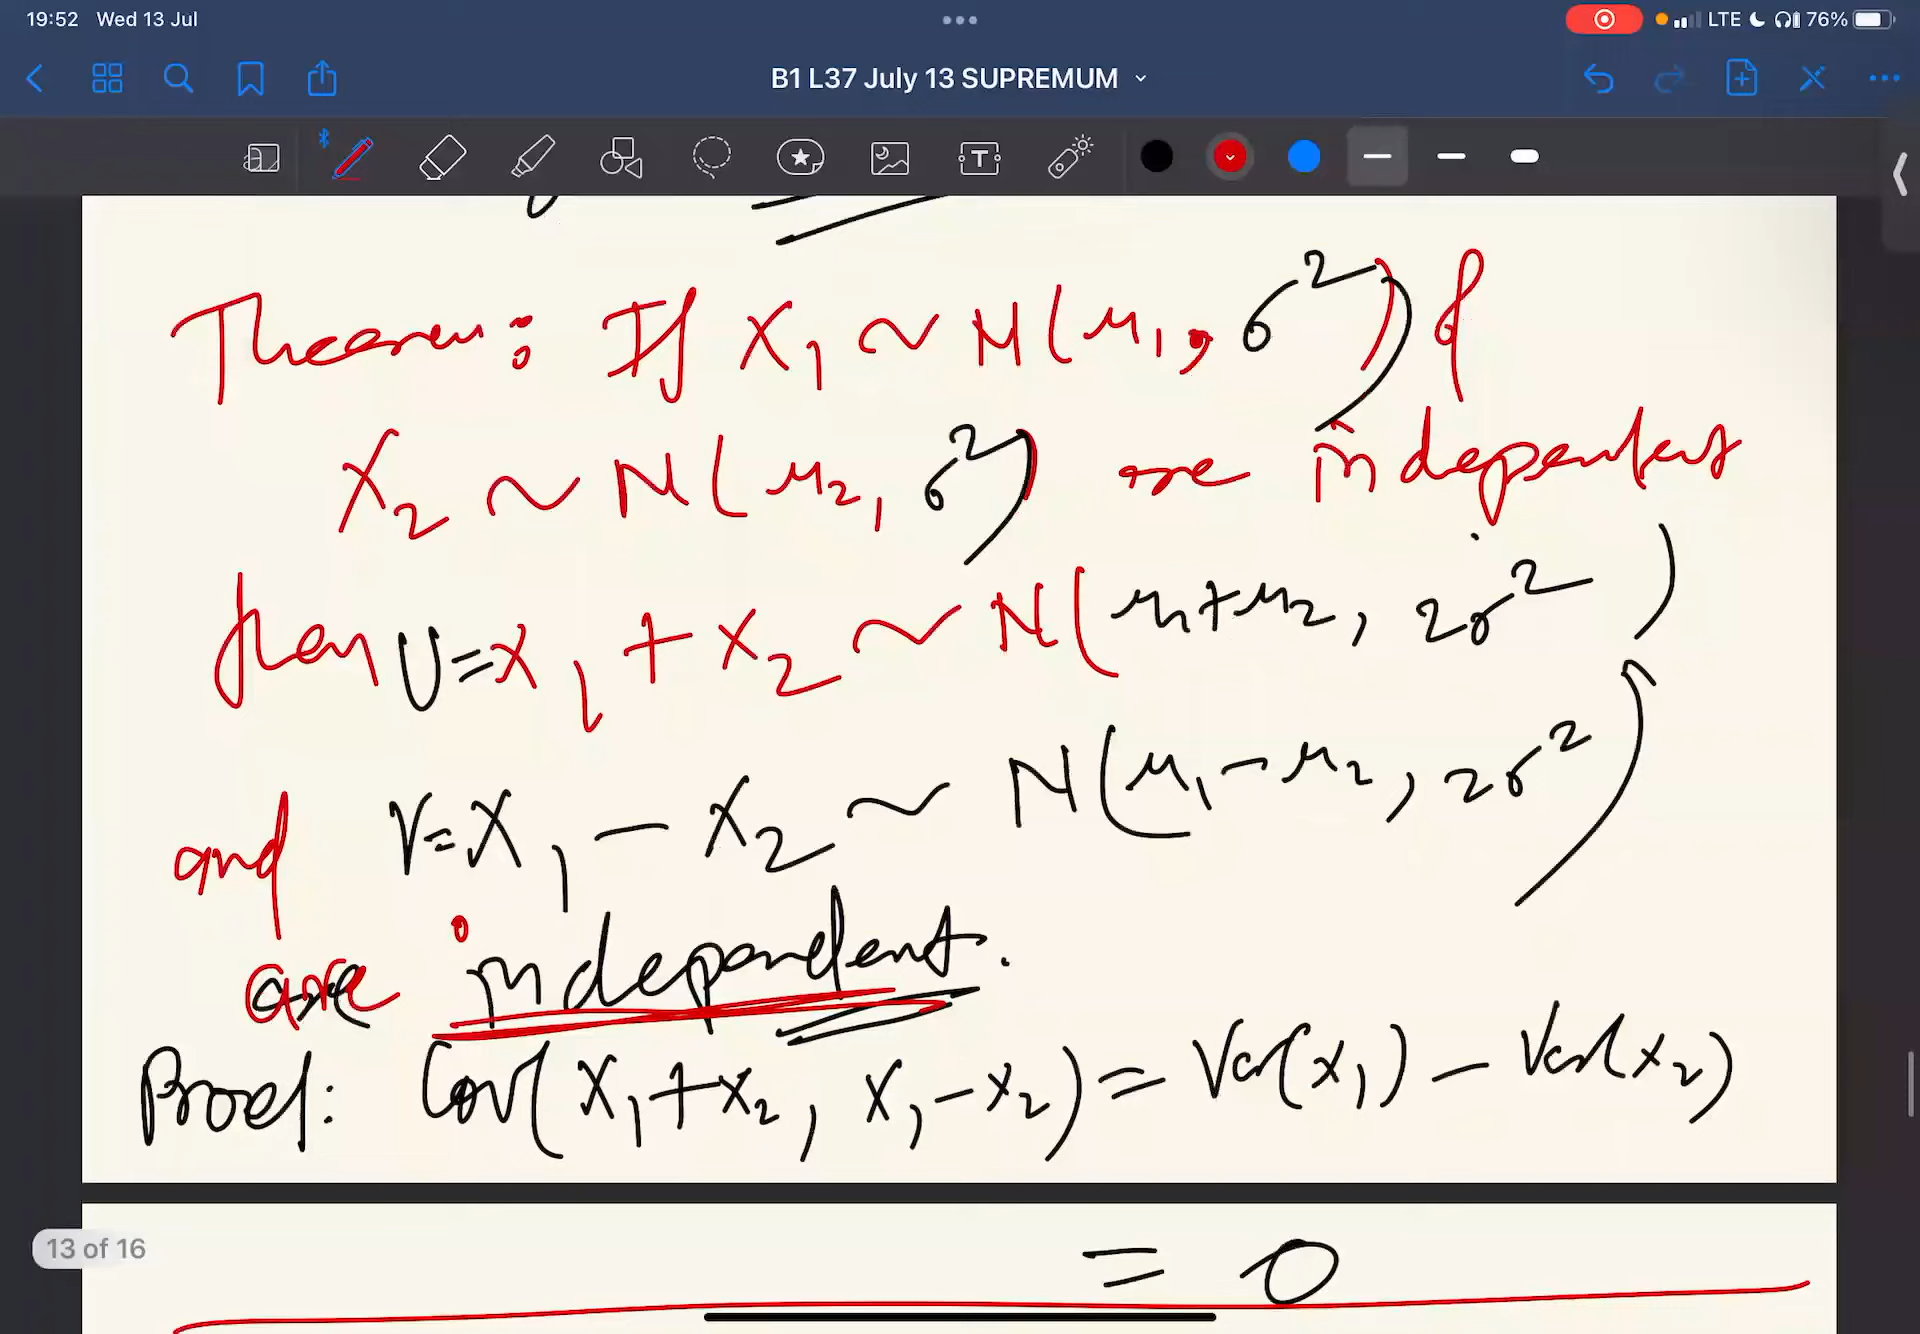 19:52 Wed 13 Jul
LTE 76%
B1 L37 July 13 SUPREMUM
Theorem: If X₁ ~ N(μ₁, σ²) &
X₂ ~ N(μ₂, σ²) are independent
then U=X₁ + X₂ ~ N(μ₁+μ₂, 2σ²)
and V=X₁ − X₂ ~ N(μ₁−μ₂, 2σ²)
are independent.
Proof: Cov(X₁+X₂, X₁−X₂) = Var(X₁) − Var(X₂)
13 of 16
= 0